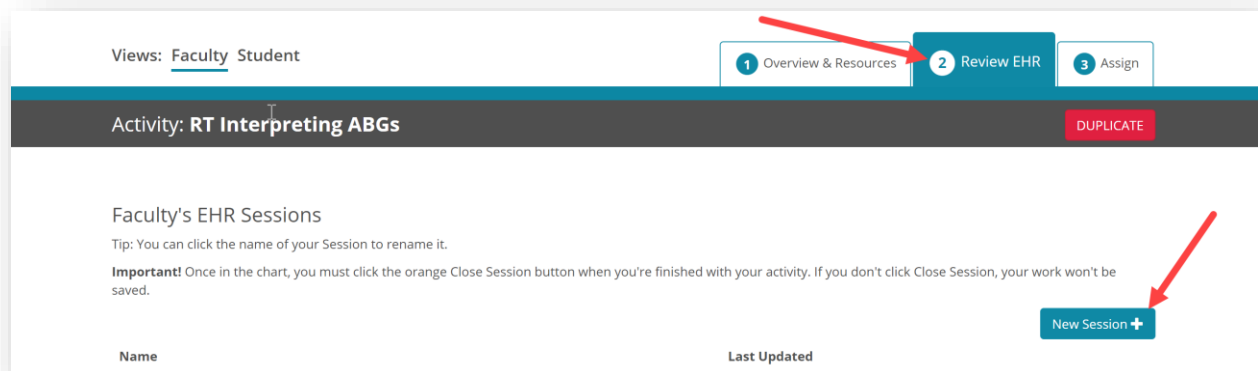 Views: Faculty Student
1 Overview & Resources
2 Review EHR
3 Assign
Activity: RT Interpreting ABGs
DUPLICATE
Faculty's EHR Sessions
Tip: You can click the name of your Session to rename it.
Important! Once in the chart, you must click the orange Close Session button when you're finished with your activity. If you don't click Close Session, your work won't be
saved.
New Session +
Name
Last Updated